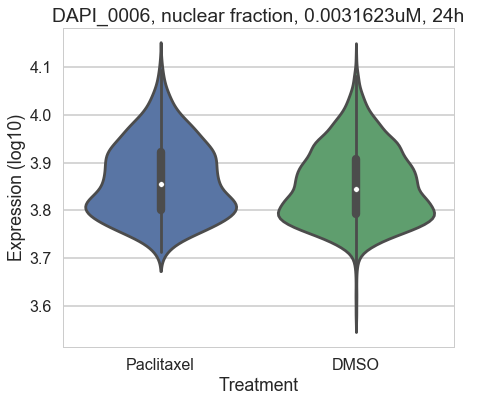 DAPI_0006, nuclear fraction, 0.0031623uM, 24h
Expression (log10)
4.1
4.0
3.9
3.8
3.7
3.6
Paclitaxel DMSO
Treatment